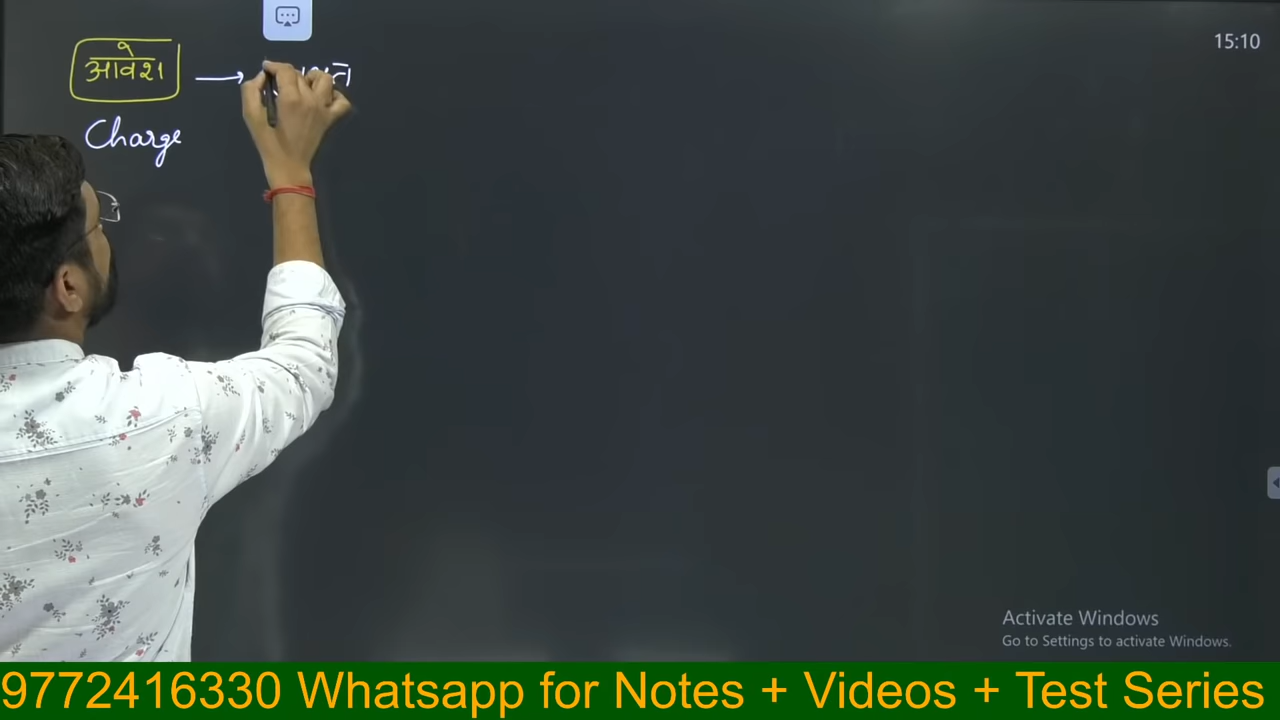 15:10
आवेश →
Charge
Activate Windows
Go to Settings to activate Windows.
9772416330 Whatsapp for Notes + Videos + Test Series